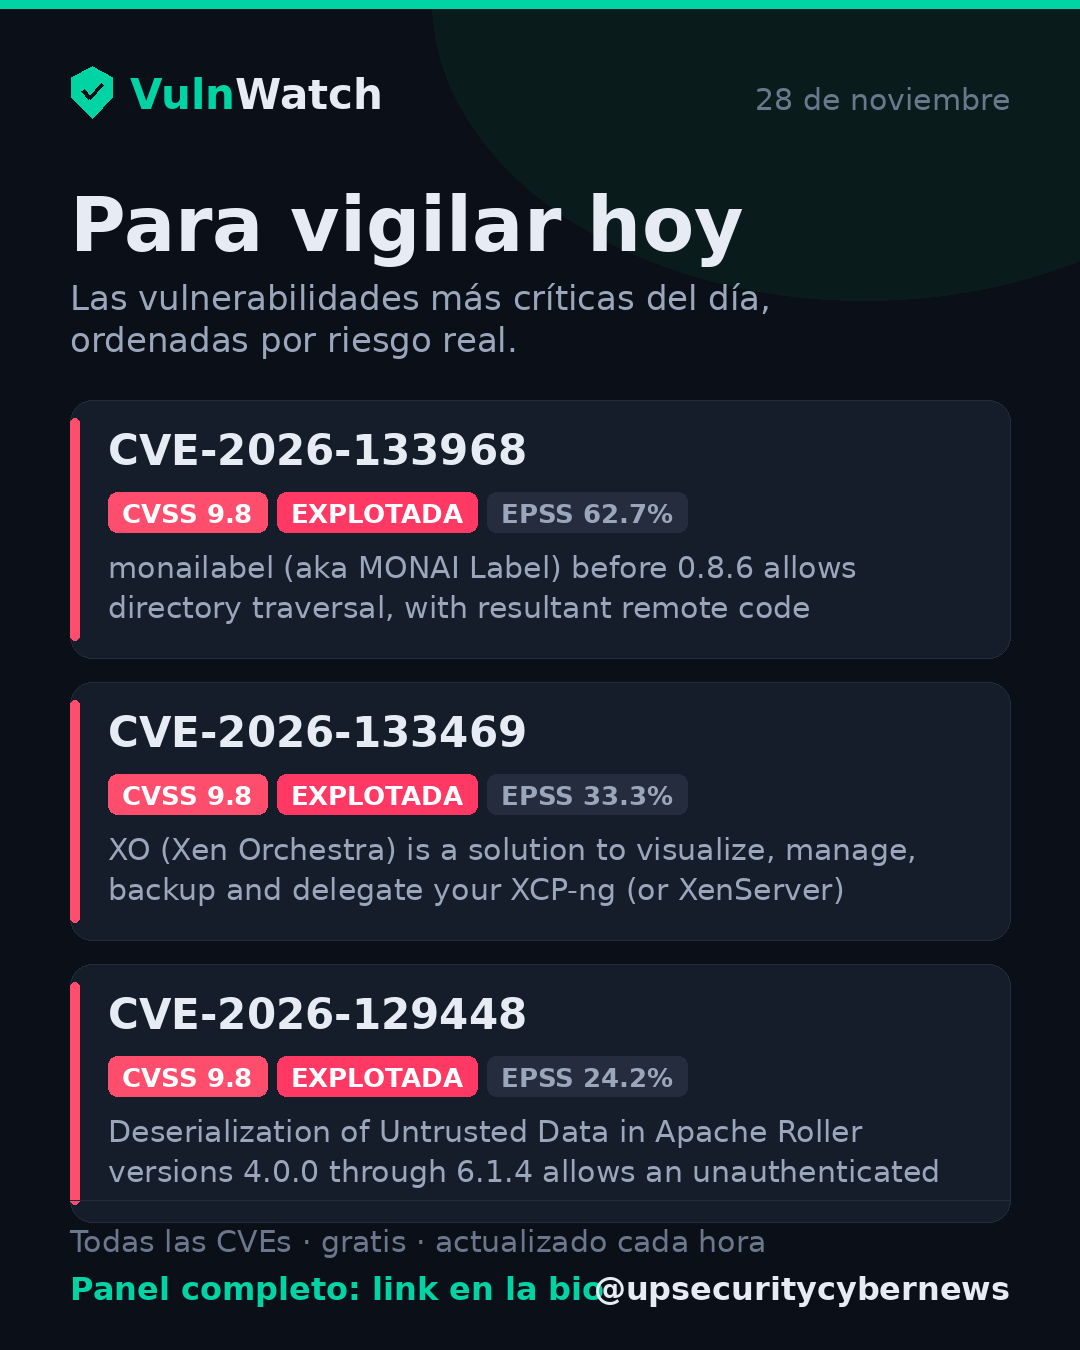 VulnWatch
28 de noviembre
Para vigilar hoy
Las vulnerabilidades más críticas del día,
ordenadas por riesgo real.
CVE-2026-133968
CVSS 9.8 EXPLOTADA EPSS 62.7%
monailabel (aka MONAI Label) before 0.8.6 allows
directory traversal, with resultant remote code
CVE-2026-133469
CVSS 9.8 EXPLOTADA EPSS 33.3%
XO (Xen Orchestra) is a solution to visualize, manage,
backup and delegate your XCP-ng (or XenServer)
CVE-2026-129448
CVSS 9.8 EXPLOTADA EPSS 24.2%
Deserialization of Untrusted Data in Apache Roller
versions 4.0.0 through 6.1.4 allows an unauthenticated
Todas las CVEs · gratis · actualizado cada hora
Panel completo: link en la bio
@upsecuritycybernews